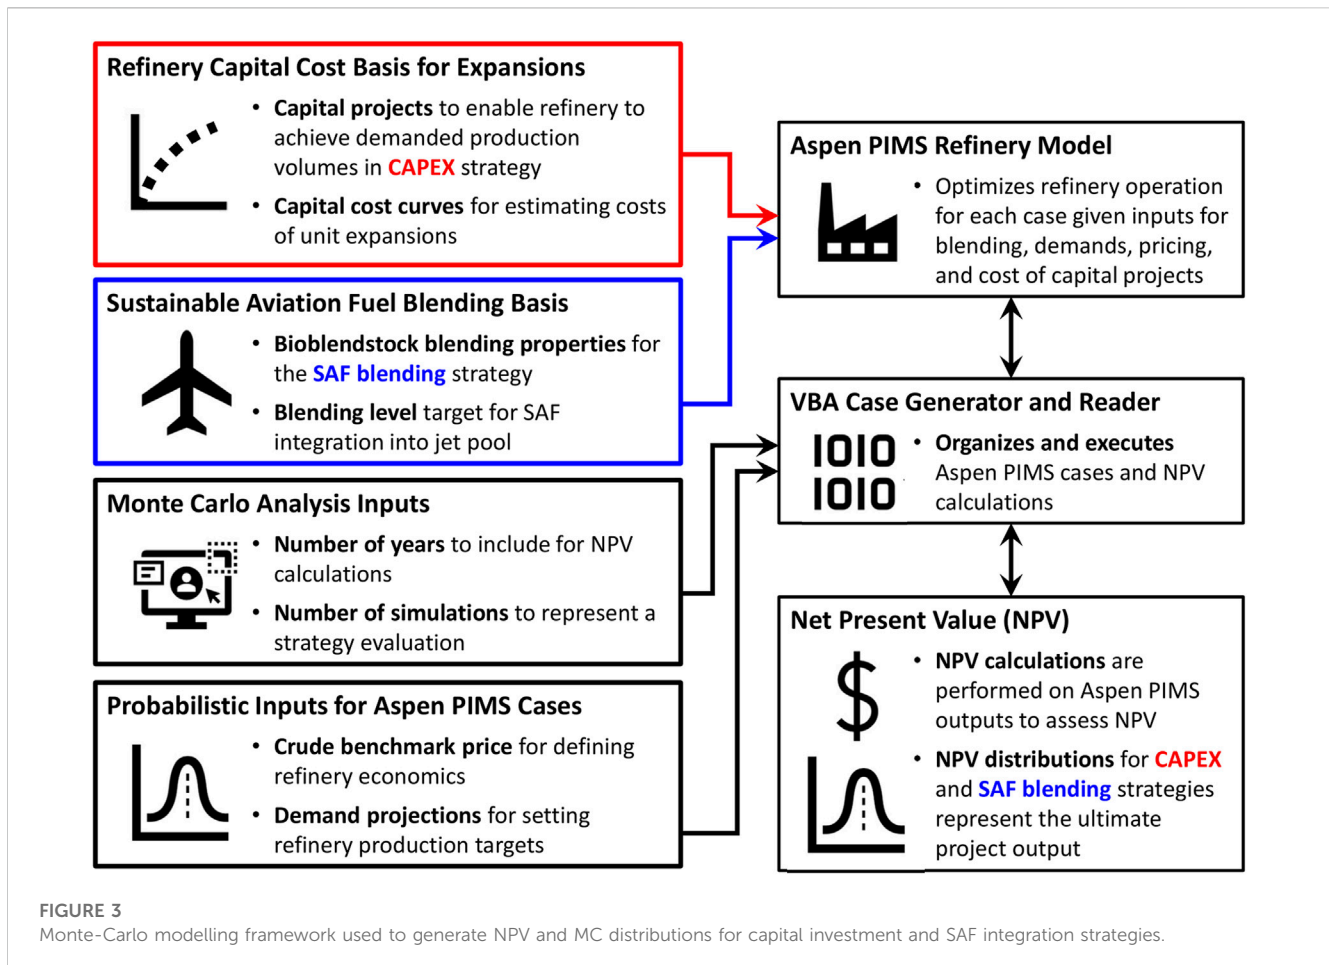 Refinery Capital Cost Basis for Expansions
• Capital projects to enable refinery to
achieve demanded production
volumes in CAPEX strategy
• Capital cost curves for estimating costs
of unit expansions
Sustainable Aviation Fuel Blending Basis
• Bioblendstock blending properties for
the SAF blending strategy
• Blending level target for SAF
integration into jet pool
Monte Carlo Analysis Inputs
• Number of years to include for NPV
calculations
• Number of simulations to represent a
strategy evaluation
Probabilistic Inputs for Aspen PIMS Cases
• Crude benchmark price for defining
refinery economics
• Demand projections for setting
refinery production targets
Aspen PIMS Refinery Model
• Optimizes refinery operation
for each case given inputs for
blending, demands, pricing,
and cost of capital projects
VBA Case Generator and Reader
1010
1010
• Organizes and executes
Aspen PIMS cases and NPV
calculations
Net Present Value (NPV)
$
• NPV calculations are
performed on Aspen PIMS
outputs to assess NPV
• NPV distributions for CAPEX
and SAF blending strategies
represent the ultimate
project output
FIGURE 3
Monte-Carlo modelling framework used to generate NPV and MC distributions for capital investment and SAF integration strategies.